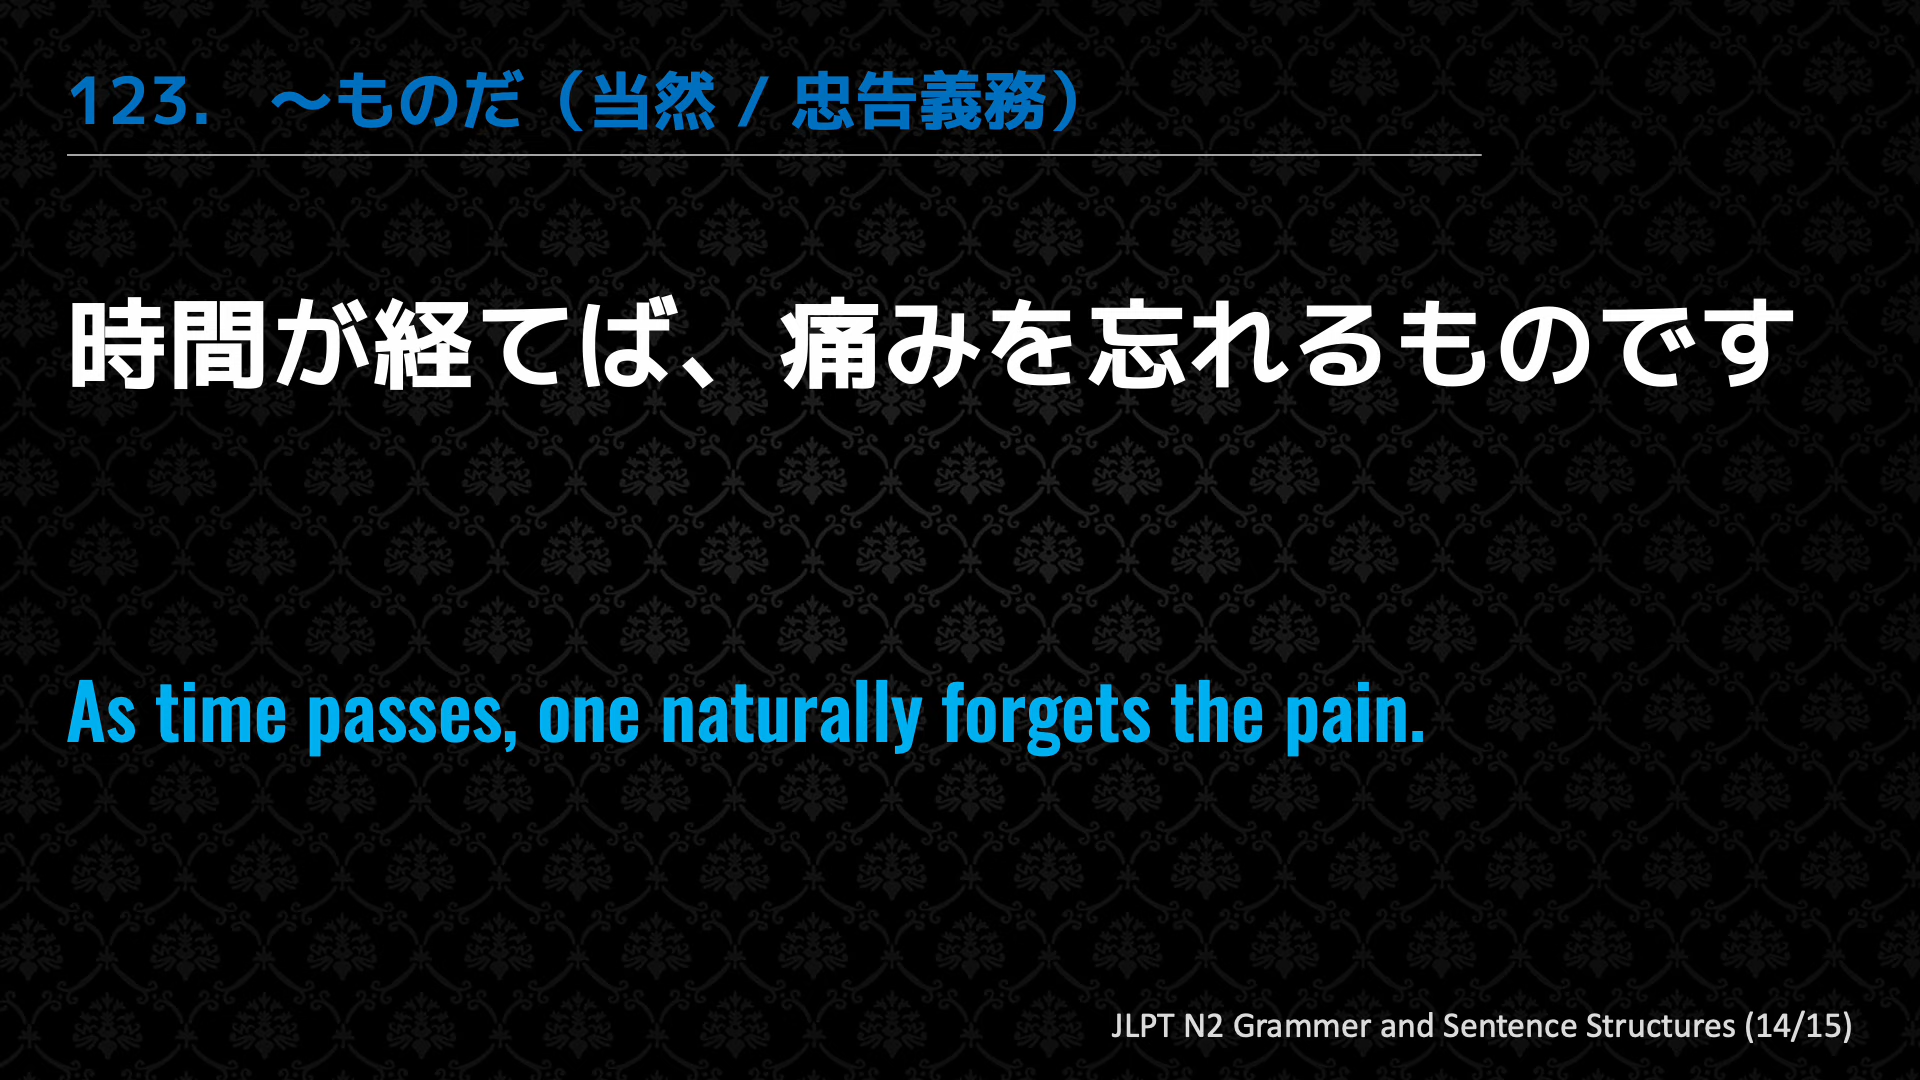 123.　～ものだ（当然 / 忠告義務）
時間が経てば、痛みを忘れるものです
As time passes, one naturally forgets the pain.
JLPT N2 Grammer and Sentence Structures (14/15)